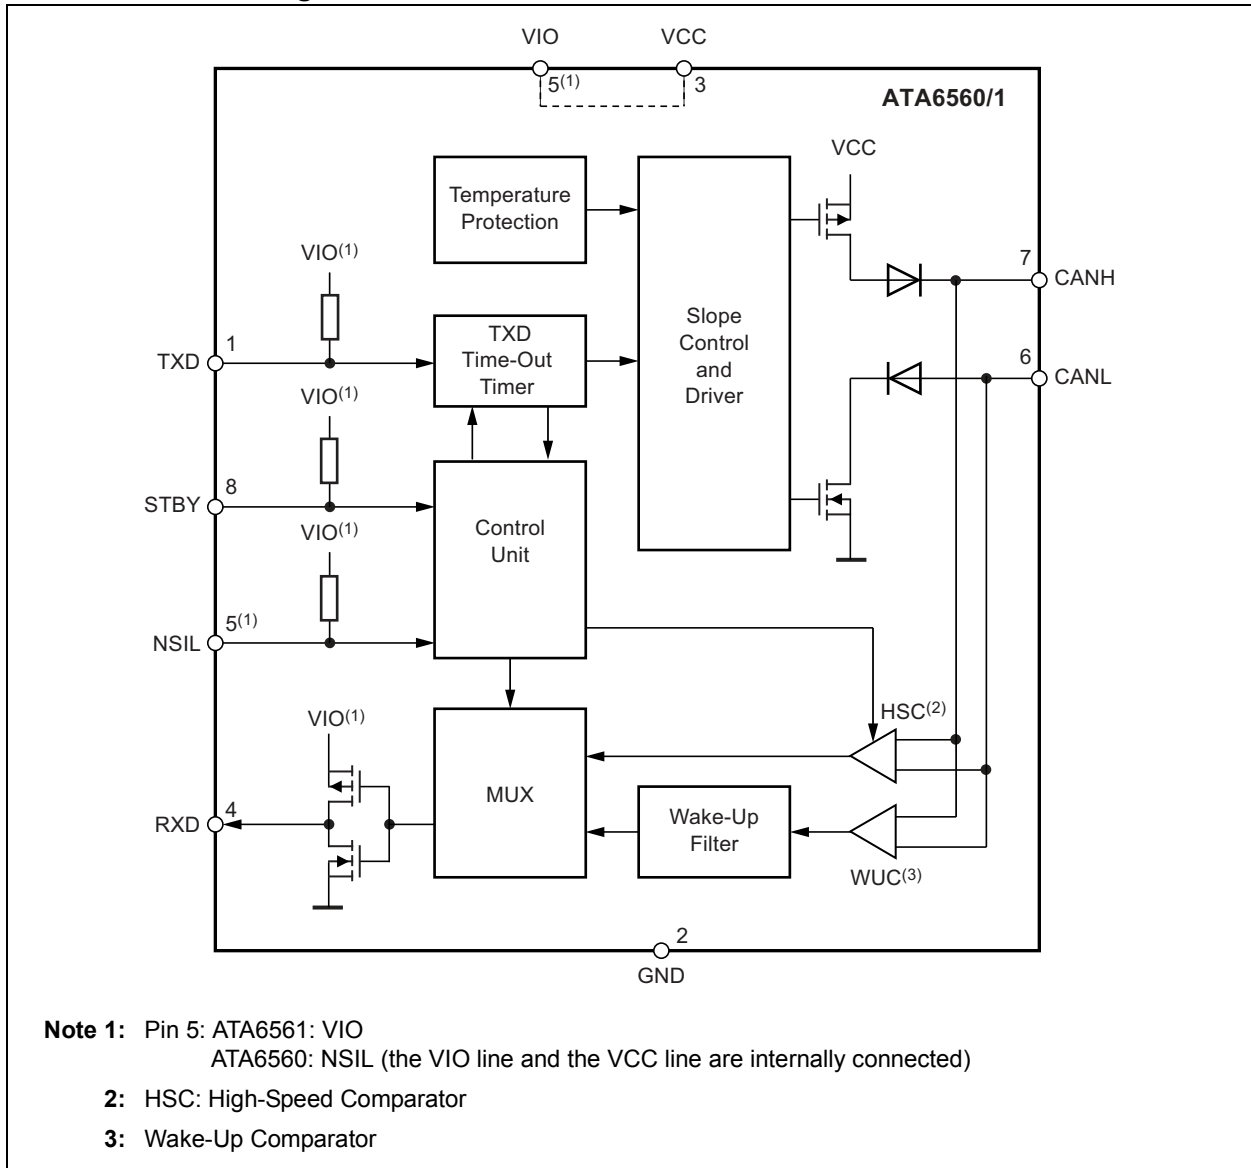 VIO VCC
5(1) 3
ATA6560/1
VCC
Temperature
Protection
VIO(1)
7
CANH
TXD
1
TXD
Time-Out
Timer
Slope
Control
and
Driver
6
CANL
VIO(1)
STBY
8
VIO(1)
Control
Unit
NSIL
5(1)
HSC(2)
VIO(1)
MUX
RXD
4
Wake-Up
Filter
WUC(3)
2
GND
Note 1: Pin 5: ATA6561: VIO
ATA6560: NSIL (the VIO line and the VCC line are internally connected)
2: HSC: High-Speed Comparator
3: Wake-Up Comparator